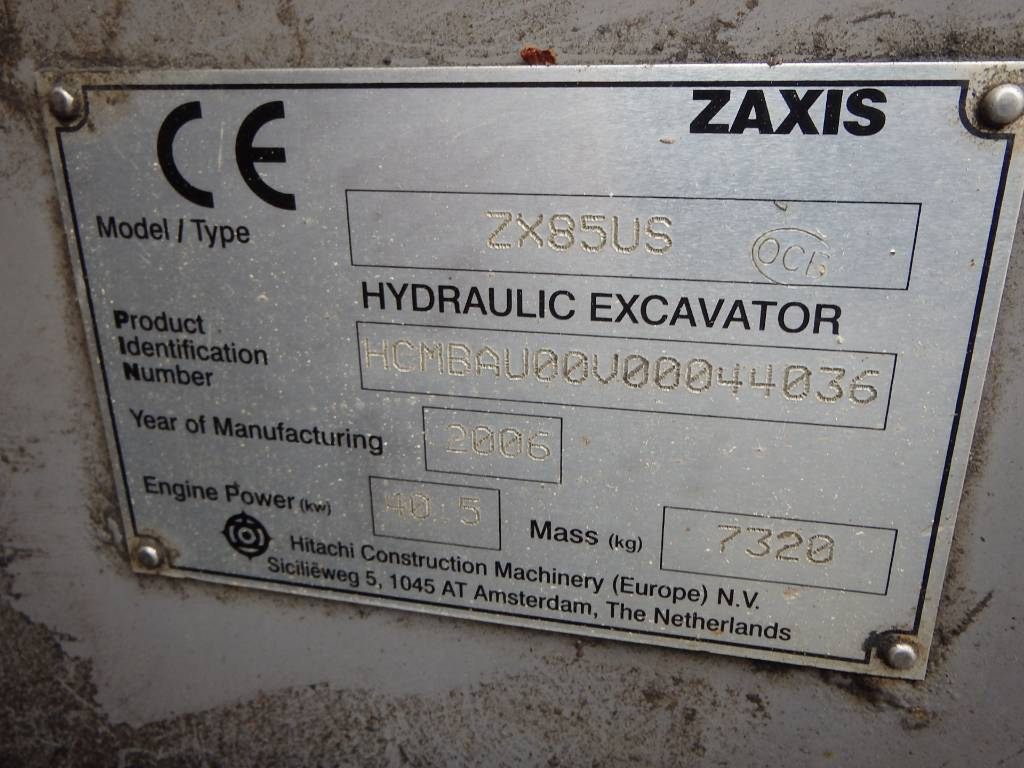 CE
ZAXIS
Model / Type
ZX85US
HYDRAULIC EXCAVATOR
Product
Identification
Number
HCMBAU00V00044036
Year of Manufacturing
2006
Engine Power (kw)
40.5
Mass (kg)
7320
Hitachi Construction Machinery (Europe) N.V.
Siciliëweg 5, 1045 AT Amsterdam, The Netherlands